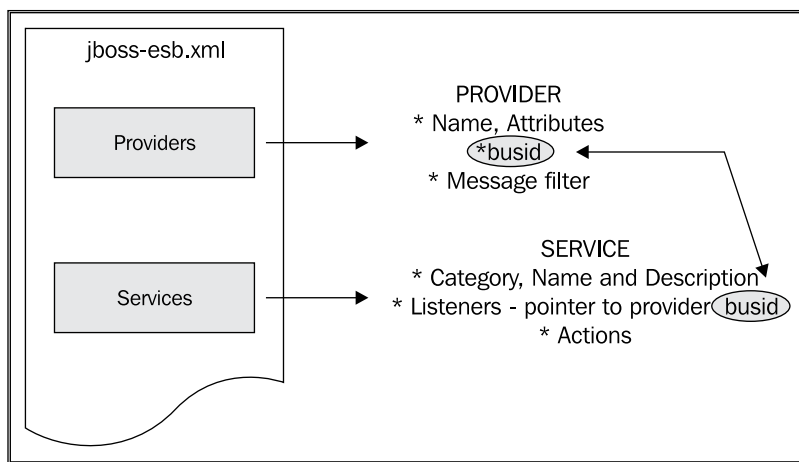 jboss-esb.xml
Providers
PROVIDER
* Name, Attributes
*busid
* Message filter
Services
SERVICE
* Category, Name and Description
* Listeners - pointer to provider busid
* Actions